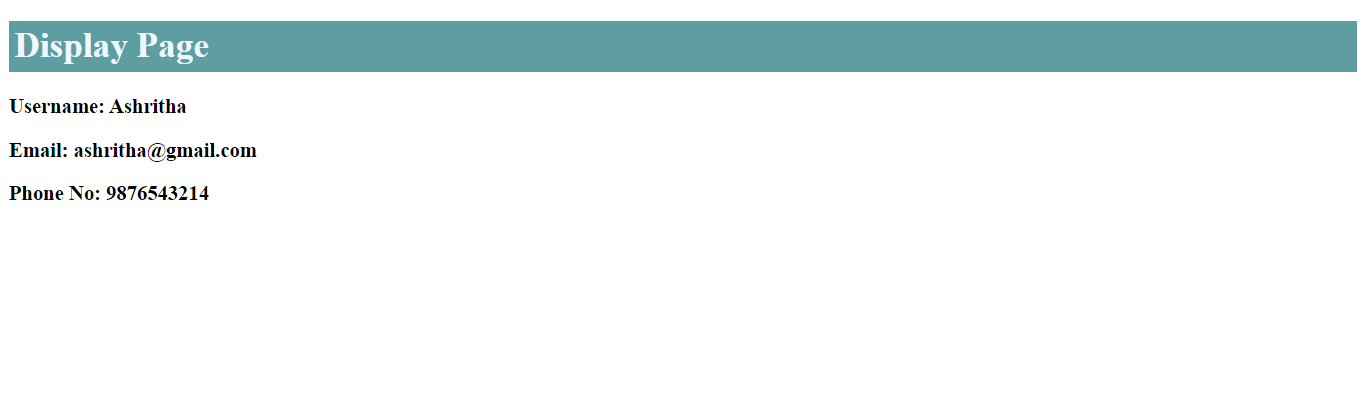 Display Page
Username: Ashritha
Email: ashritha@gmail.com
Phone No: 9876543214